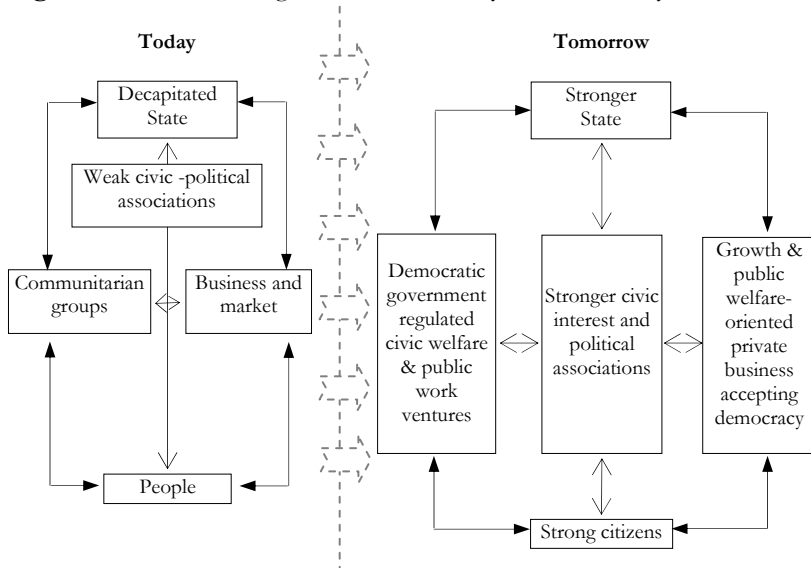 Today
Decapitated
State
Weak civic -political
associations
Communitarian
groups
Business and
market
People
Tomorrow
Stronger
State
Democratic
government
regulated
civic welfare
& public
work
ventures
Stronger civic
interest and
political
associations
Growth &
public
welfare-
oriented
private
business
accepting
democracy
Strong citizens